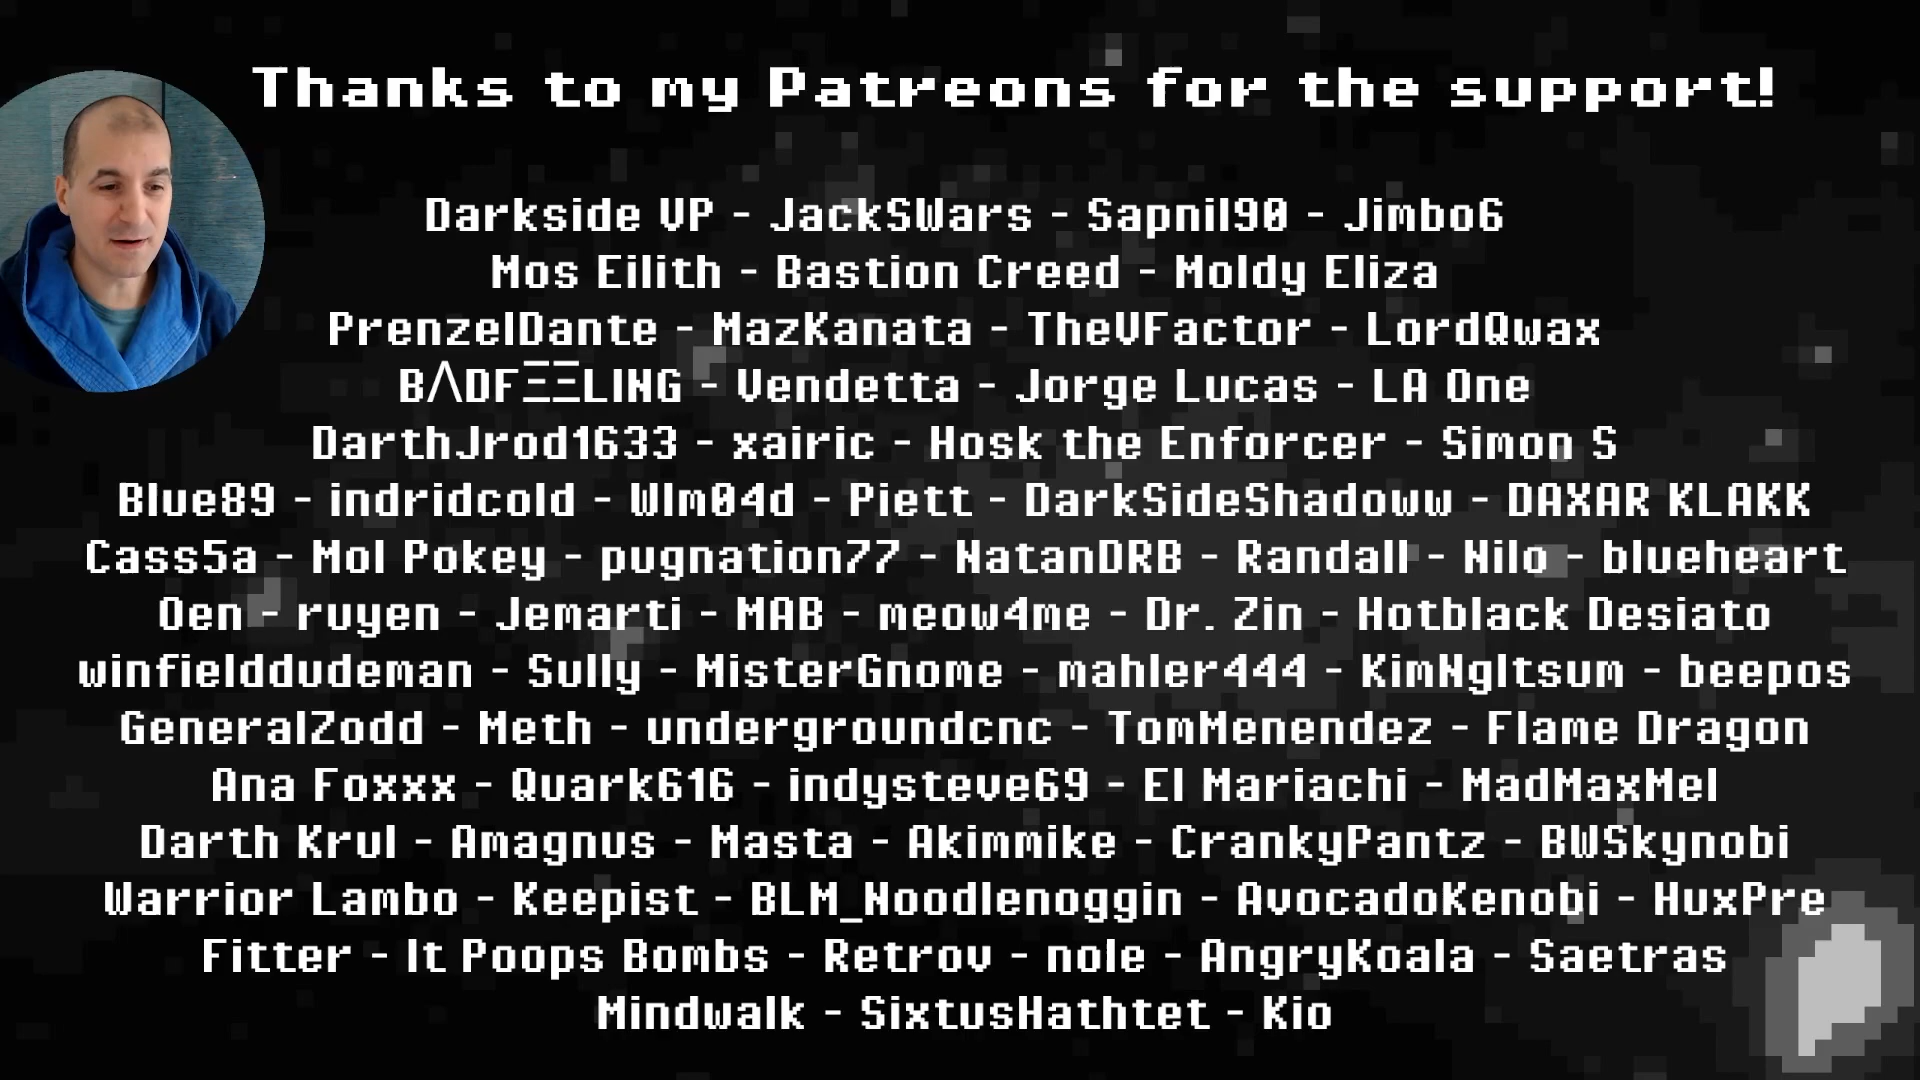 Thanks to my Patreons for the support!
Darkside VP - JackSWars - Sapnil90 - Jimbo6
Mos Eilith - Bastion Creed - Moldy Eliza
PrenzelDante - MazKanata - TheVFactor - LordQwax
BΛDFΞΞLING - Vendetta - Jorge Lucas - LA One
DarthJrod1633 - xairic - Hosk the Enforcer - Simon S
Blue89 - indridcold - Wlm04d - Piett - DarkSideShadoww - DAXAR KLAKK
Cass5a - Mol Pokey - pugnation77 - NatanDRB - Randall - Nilo - blueheart
Oen - ruyen - Jemarti - MAB - meow4me - Dr. Zin - Hotblack Desiato
winfielddudeman - Sully - MisterGnome - mahler444 - KimNgltsum - beepos
GeneralZodd - Meth - undergroundcnc - TomMenendez - Flame Dragon
Ana Foxxx - Quark616 - indysteve69 - El Mariachi - MadMaxMel
Darth Krul - Amagnus - Masta - Akimmike - CrankyPantz - BWSkynobi
Warrior Lambo - Keepist - BLM_Noodlenoggin - AvocadoKenobi - HuxPre
Fitter - It Poops Bombs - Retrov - nole - AngryKoala - Saetras
Mindwalk - SixtusHathtet - Kio